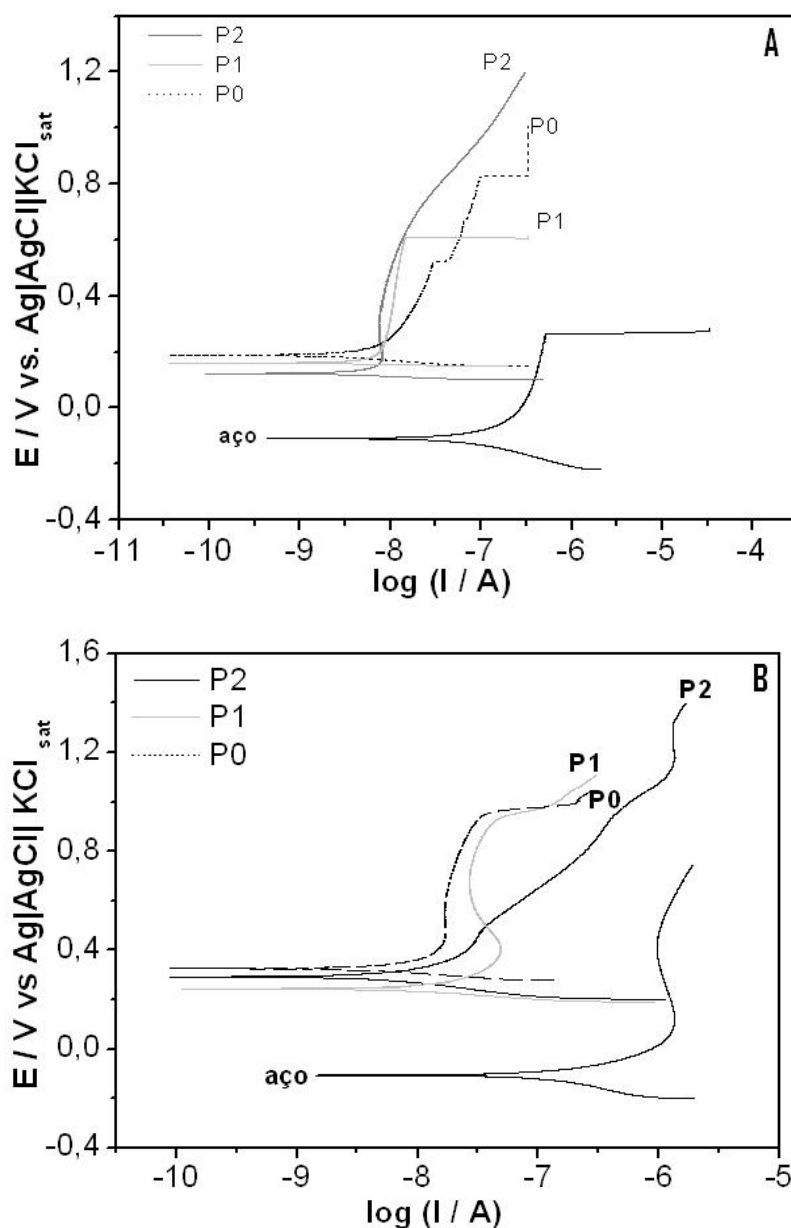 A
P2
P1
P0
P2
P0
P1
aço
1,2
0,8
0,4
0,0
-0,4
E / V vs. Ag|AgCl|KCl sat
-11 -10 -9 -8 -7 -6 -5 -4
log (I / A)
B
P2
P1
P0
P2
P1
P0
aço
1,6
1,2
0,8
0,4
0,0
-0,4
E / V vs Ag|AgCl| KCl sat
-10 -9 -8 -7 -6 -5
log (I / A)